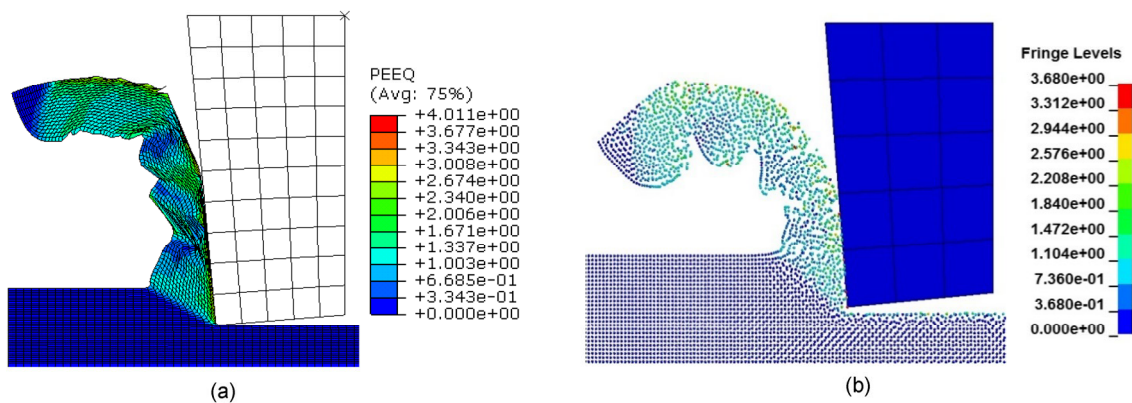 PEEQ
(Avg: 75%)
+4.011e+00
+3.677e+00
+3.343e+00
+3.008e+00
+2.674e+00
+2.340e+00
+2.006e+00
+1.671e+00
+1.337e+00
+1.003e+00
+6.685e-01
+3.343e-01
+0.000e+00
(a)
Fringe Levels
3.680e+00
3.312e+00
2.944e+00
2.576e+00
2.208e+00
1.840e+00
1.472e+00
1.104e+00
7.360e-01
3.680e-01
0.000e+00
(b)